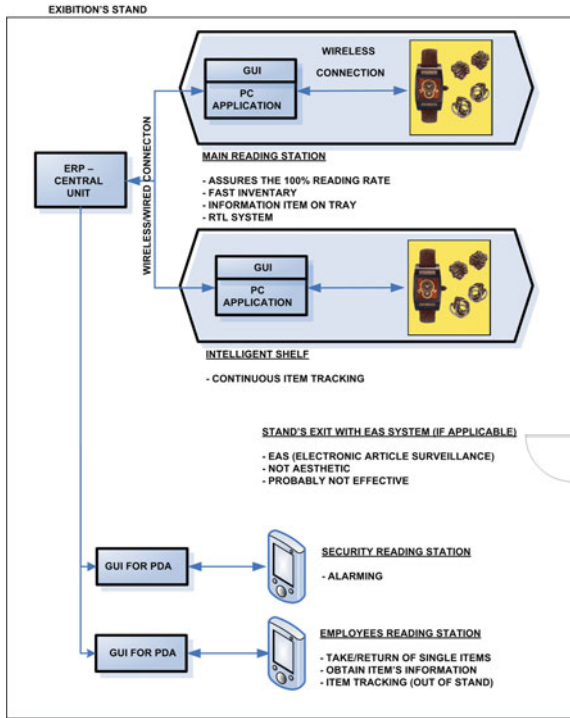 EXIBITION'S STAND
WIRELESS
CONNECTION
GUI
PC
APPLICATION
ERP –
CENTRAL
UNIT
WIRELESS/WIRED CONNECTON
MAIN READING STATION
- ASSURES THE 100% READING RATE
- FAST INVENTORY
- INFORMATION ITEM ON TRAY
- RTL SYSTEM
GUI
PC
APPLICATION
INTELLIGENT SHELF
- CONTINUOUS ITEM TRACKING
STAND'S EXIT WITH EAS SYSTEM (IF APPLICABLE)
- EAS (ELECTRONIC ARTICLE SURVEILLANCE)
- NOT AESTHETIC
- PROBABLY NOT EFFECTIVE
GUI FOR PDA
SECURITY READING STATION
- ALARMING
GUI FOR PDA
EMPLOYEES READING STATION
- TAKE/RETURN OF SINGLE ITEMS
- OBTAIN ITEM'S INFORMATION
- ITEM TRACKING (OUT OF STAND)